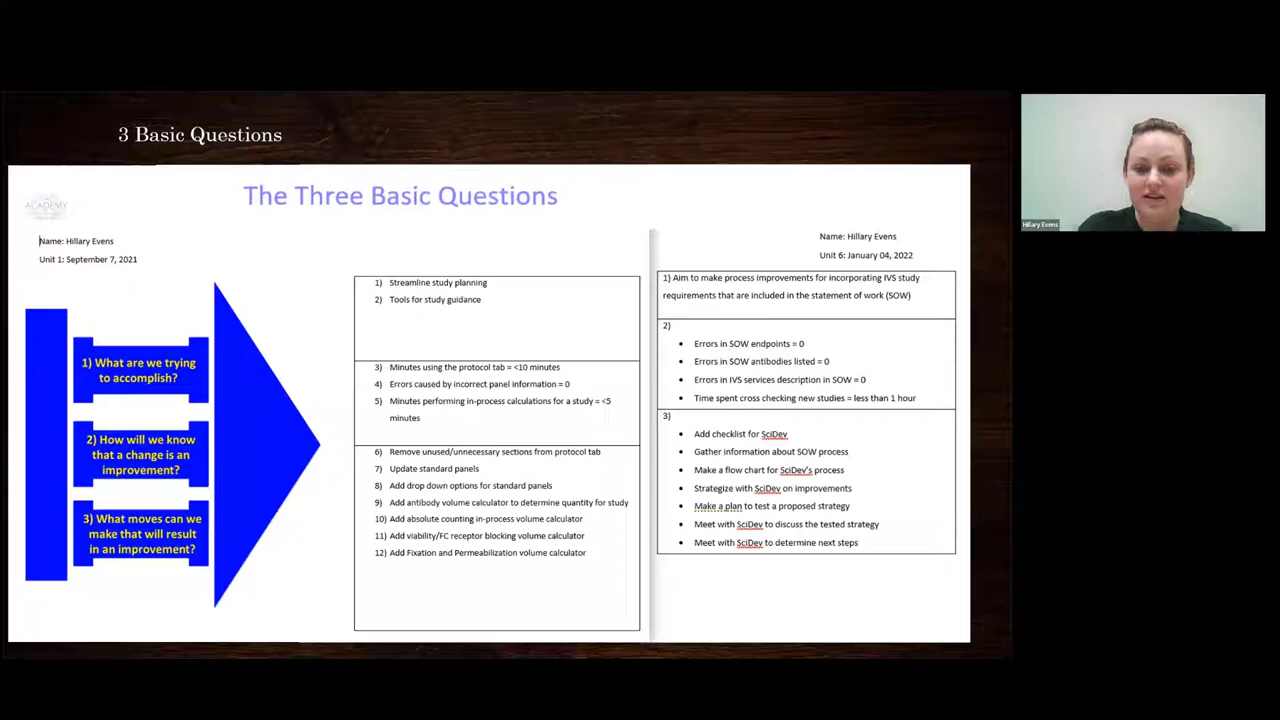 3 Basic Questions
The Three Basic Questions
ACADEMY
Name: Hillary Evens
Unit 1: September 7, 2021
1) What are we trying
to accomplish?
2) How will we know
that a change is an
improvement?
3) What moves can we
make that will result
in an improvement?
1) Streamline study planning
2) Tools for study guidance
3) Minutes using the protocol tab = <10 minutes
4) Errors caused by incorrect panel information = 0
5) Minutes performing in-process calculations for a study = <5
minutes
6) Remove unused/unnecessary sections from protocol tab
7) Update standard panels
8) Add drop down options for standard panels
9) Add antibody volume calculator to determine quantity for study
10) Add absolute counting in-process volume calculator
11) Add viability/FC receptor blocking volume calculator
12) Add Fixation and Permeabilization volume calculator
Name: Hillary Evens
Unit 6: January 04, 2022
1) Aim to make process improvements for incorporating IVS study
requirements that are included in the statement of work (SOW)
2)
• Errors in SOW endpoints = 0
• Errors in SOW antibodies listed = 0
• Errors in IVS services description in SOW = 0
• Time spent cross checking new studies = less than 1 hour
3)
• Add checklist for SciDev
• Gather information about SOW process
• Make a flow chart for SciDev's process
• Strategize with SciDev on improvements
• Make a plan to test a proposed strategy
• Meet with SciDev to discuss the tested strategy
• Meet with SciDev to determine next steps
Hillary Evens